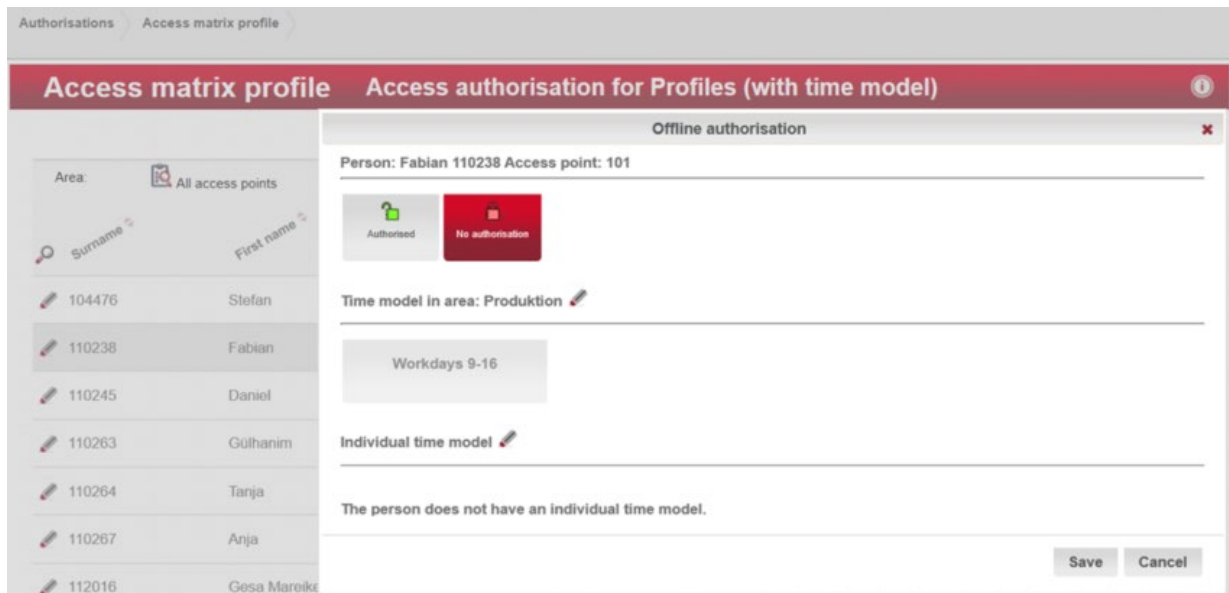 Authorisations Access matrix profile
Access matrix profile Access authorisation for Profiles (with time model)
Offline authorisation
Person: Fabian 110238 Access point: 101
Area: All access points
Authorised No authorisation
Surname First name
Time model in area: Produktion
104476 Stefan
110238 Fabian
Workdays 9-16
110245 Daniel
110263 Gülhanim
Individual time model
110264 Tanja
The person does not have an individual time model.
110267 Anja
Save Cancel
112016 Gesa Mareike